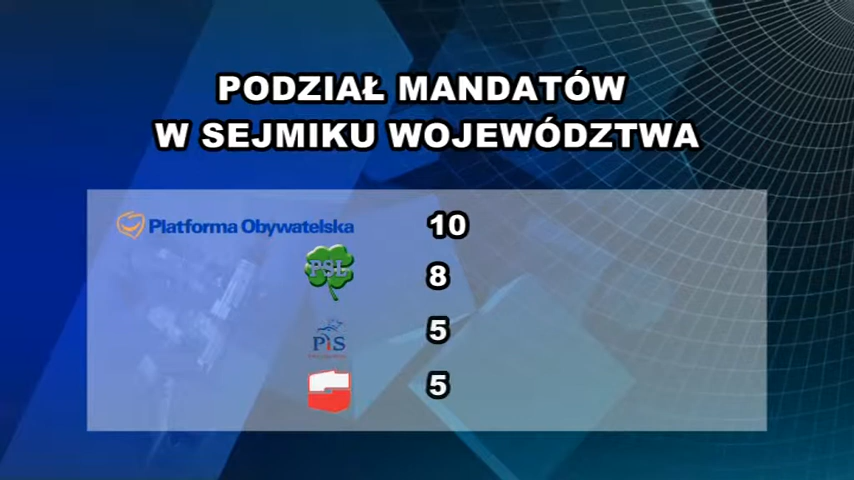 PODZIAŁ MANDATÓW
W SEJMIKU WOJEWÓDZTWA
Platforma Obywatelska 10
PSL 8
PiS 5
5